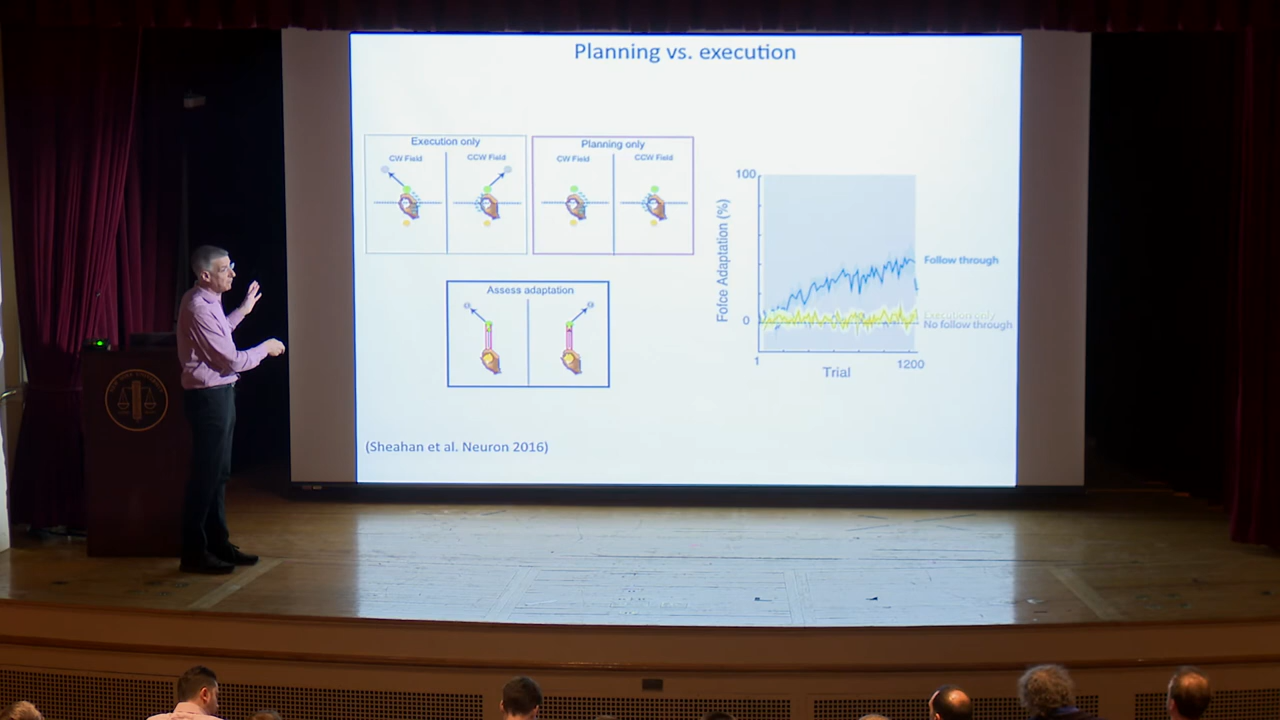 Planning vs. execution
Execution only
CW Field
CCW Field
Planning only
CW Field
CCW Field
Assess adaptation
(Sheahan et al. Neuron 2016)
100
Force Adaptation (%)
0
1
1200
Trial
Follow through
Execution only
No follow through